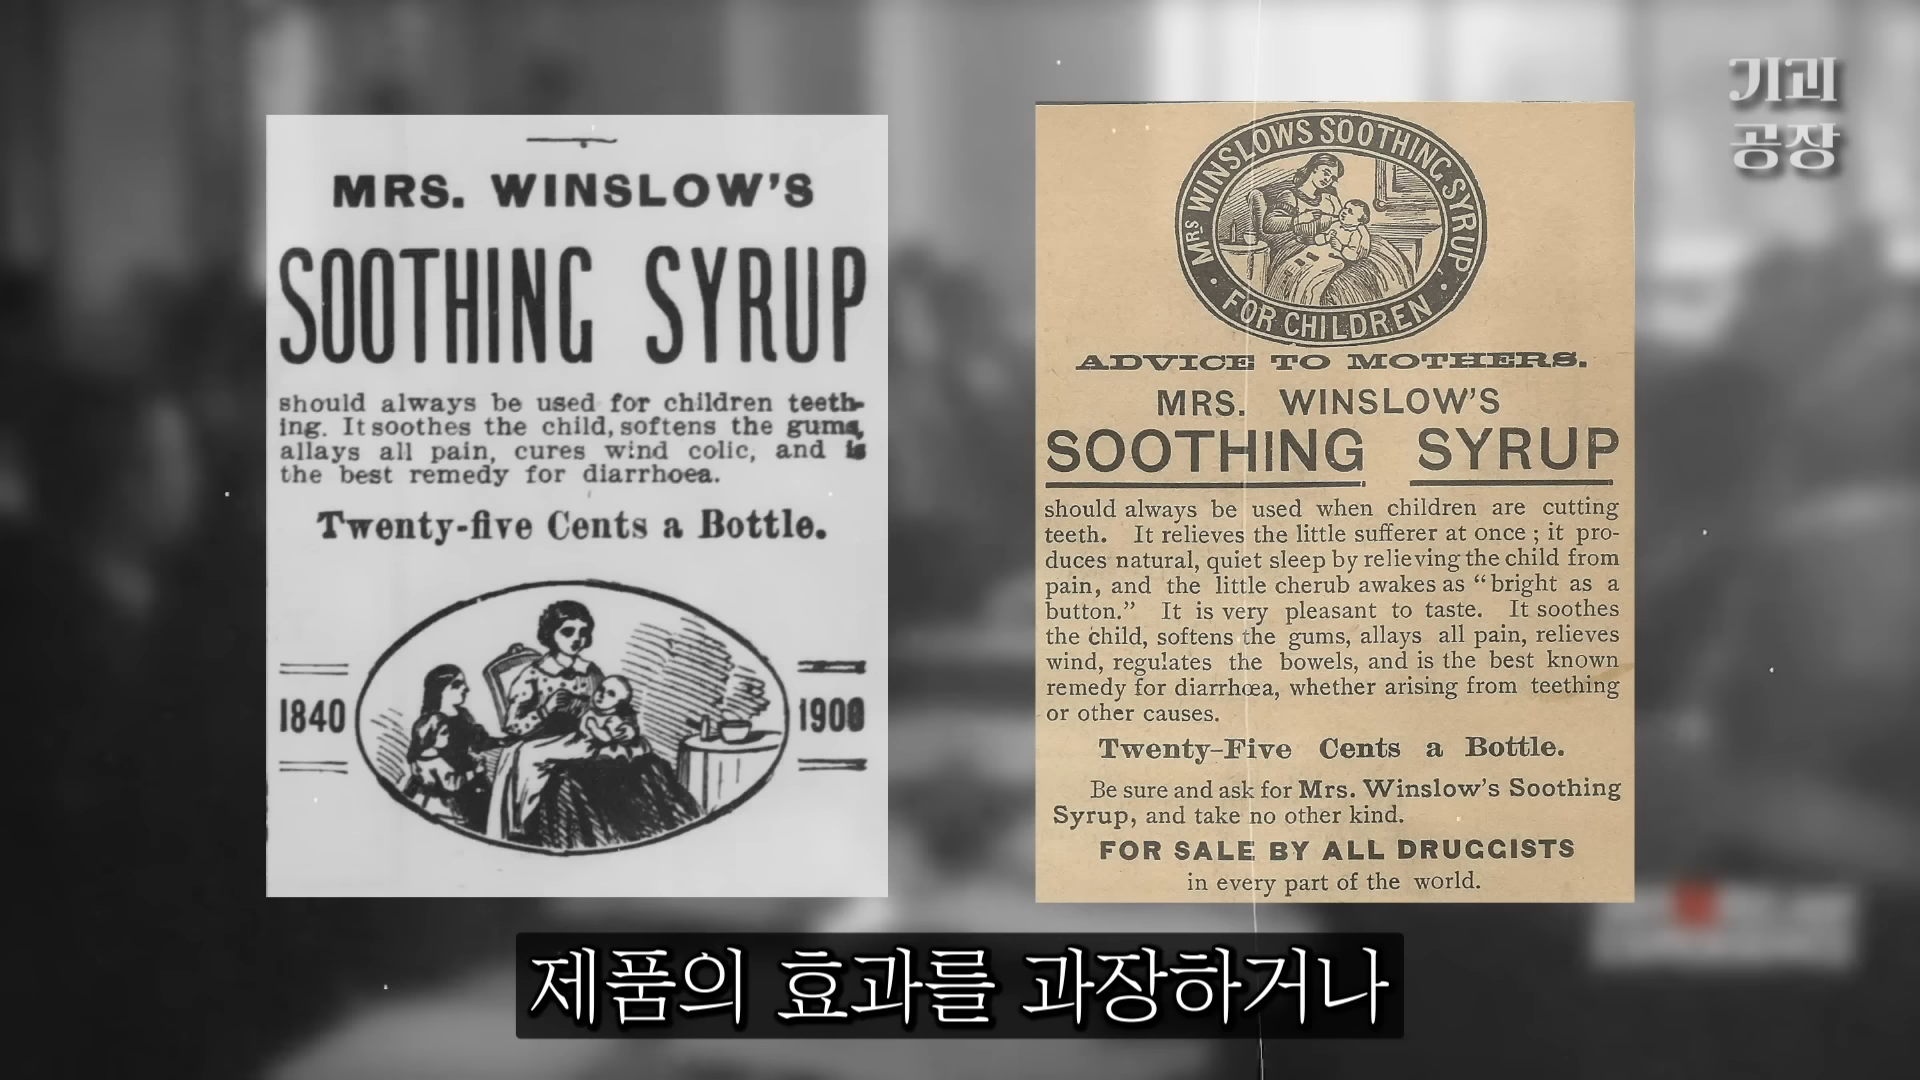 MRS. WINSLOW'S
SOOTHING SYRUP
should always be used for children teeth-
ing. It soothes the child, softens the gums,
allays all pain, cures wind colic, and is
the best remedy for diarrhoea.
Twenty-five Cents a Bottle.
1840
1900
MRS WINSLOWS SOOTHING SYRUP,
FOR CHILDREN
ADVICE TO MOTHERS.
MRS. WINSLOW'S
SOOTHING SYRUP
should always be used when children are cutting
teeth. It relieves the little sufferer at once; it pro-
duces natural, quiet sleep by relieving the child from
pain, and the little cherub awakes as "bright as a
button." It is very pleasant to taste. It soothes
the child, softens the gums, allays all pain, relieves
wind, regulates the bowels, and is the best known
remedy for diarrhœa, whether arising from teething
or other causes.
Twenty-Five Cents a Bottle.
Be sure and ask for Mrs. Winslow's Soothing
Syrup, and take no other kind.
FOR SALE BY ALL DRUGGISTS
in every part of the world.
기괴
공장
제품의 효과를 과장하거나